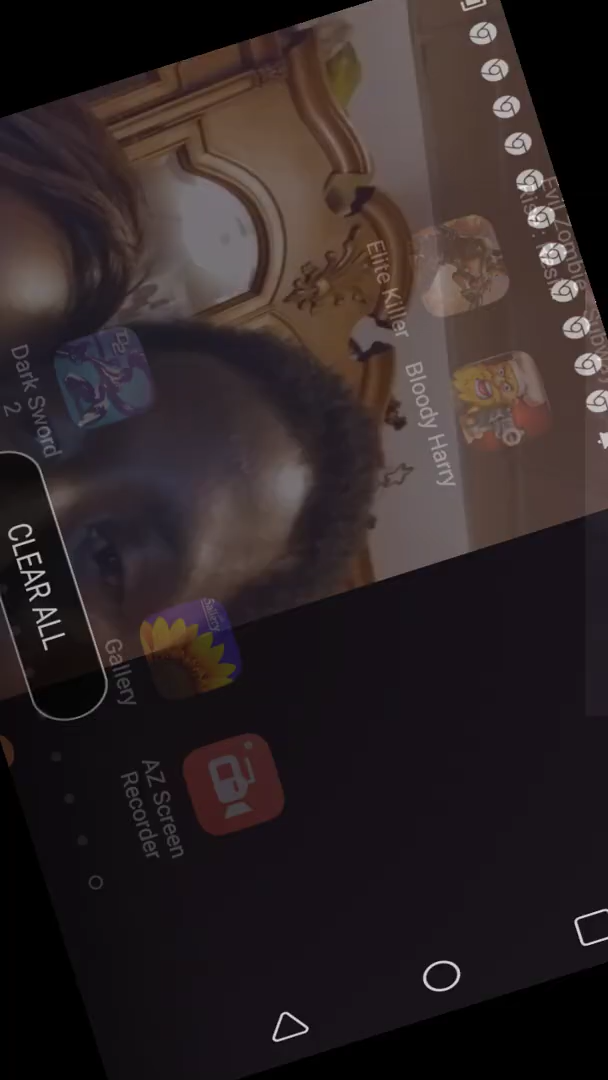 Elite Killer
Bloody Harry
Dark Sword
2
CLEAR ALL
Gallery
AZ Screen
Recorder
Evil Zombie